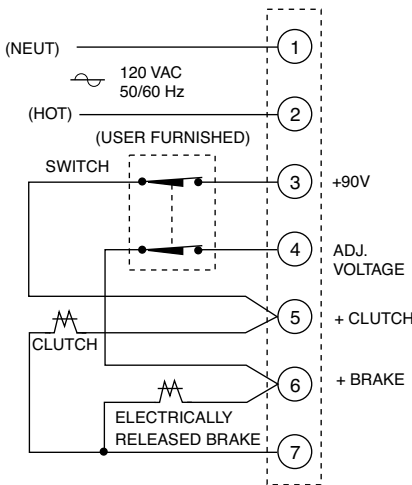 (NEUT)
1
120 VAC
50/60 Hz
(HOT)
2
(USER FURNISHED)
SWITCH
3
+90V
4
ADJ.
VOLTAGE
5
+ CLUTCH
CLUTCH
6
+ BRAKE
ELECTRICALLY
RELEASED BRAKE
7